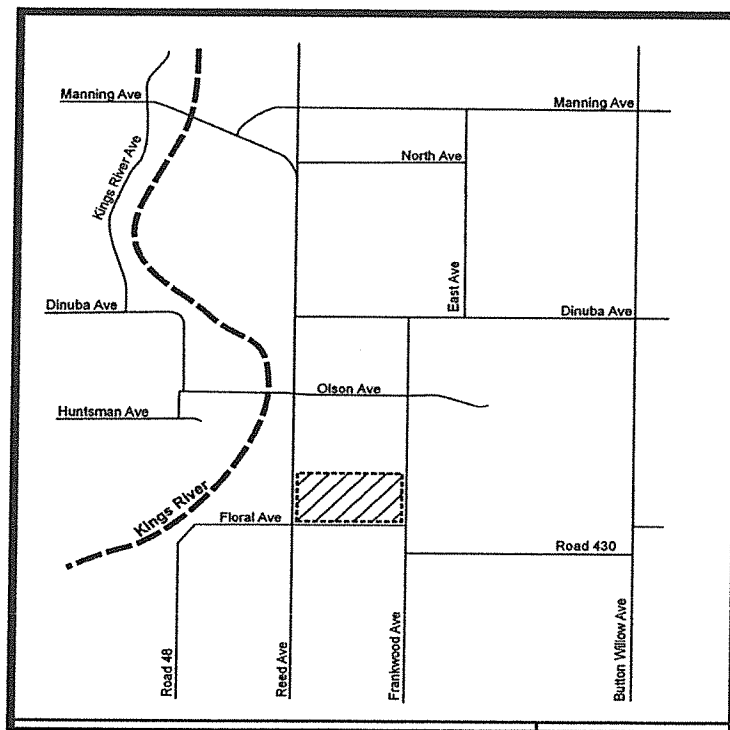 Manning Ave
Manning Ave
North Ave
Kings River Ave
East Ave
Dinuba Ave
Dinuba Ave
Olson Ave
Huntsman Ave
Kings River
Floral Ave
Road 430
Road 48
Reed Ave
Frankwood Ave
Button Willow Ave